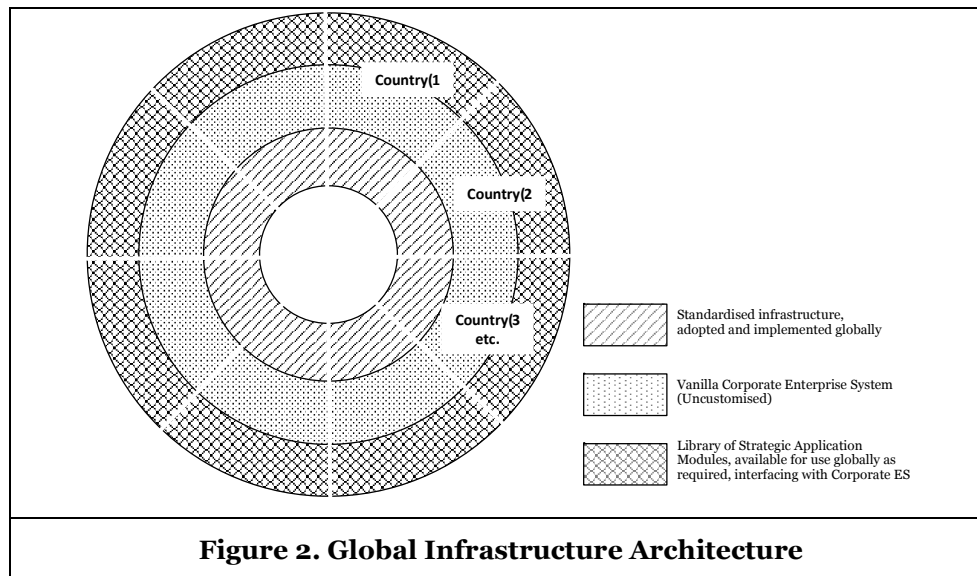 Country(1
Country(2
Country(3
etc.
Standardised infrastructure,
adopted and implemented globally
Vanilla Corporate Enterprise System
(Uncustomised)
Library of Strategic Application
Modules, available for use globally as
required, interfacing with Corporate ES
Figure 2. Global Infrastructure Architecture